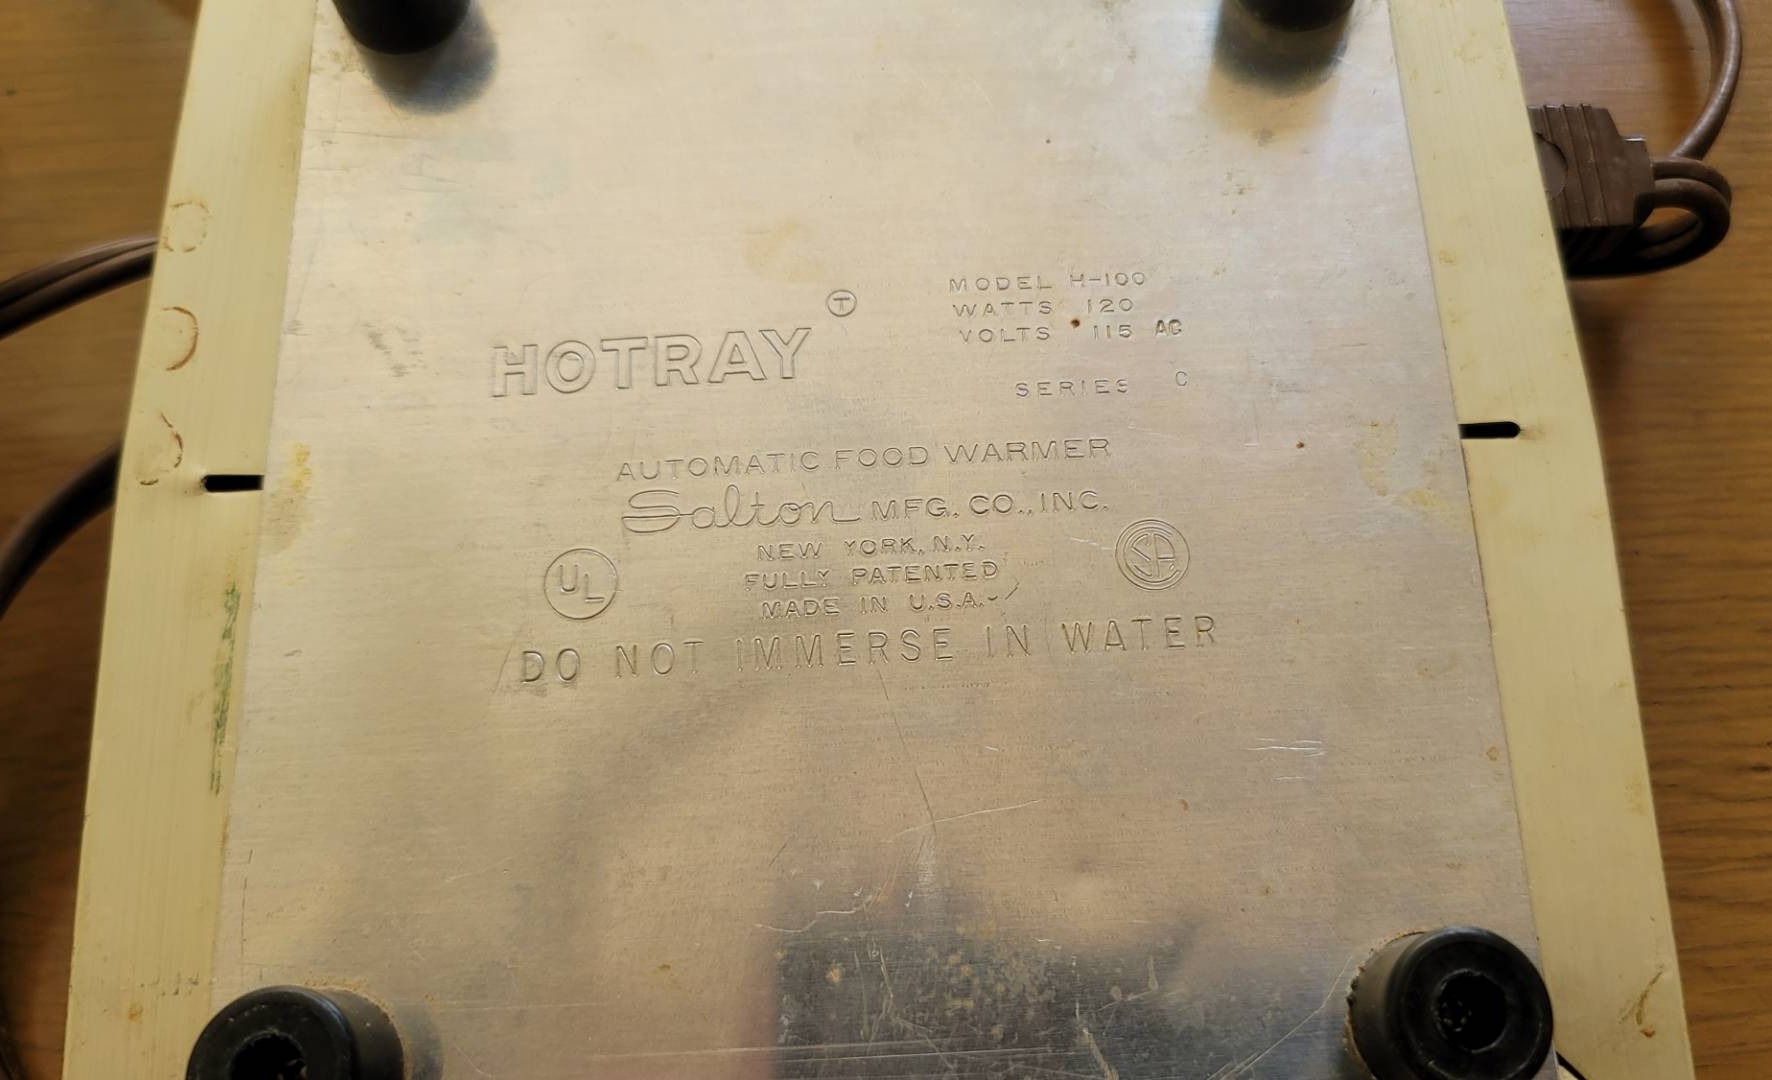 HOTRAY Ⓣ
MODEL H-100
WATTS 120
VOLTS 115 AC
SERIES C
AUTOMATIC FOOD WARMER
Salton MFG. CO., INC.
NEW YORK, N.Y.
FULLY PATENTED
MADE IN U.S.A.
UL
CSA
DO NOT IMMERSE IN WATER